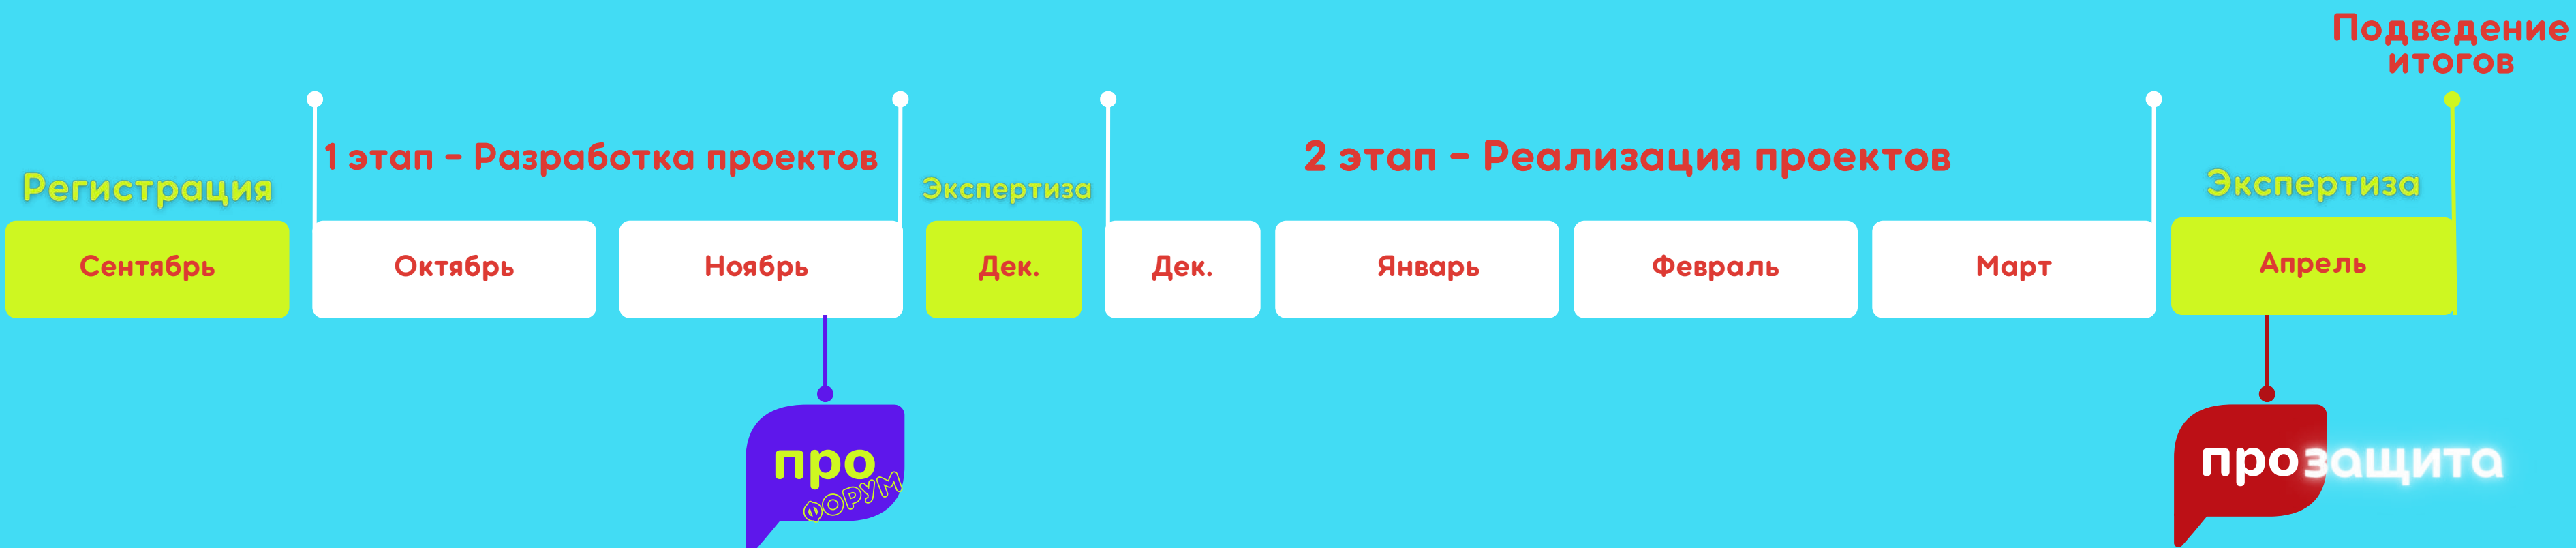 Подведение
итогов
1 этап - Разработка проектов
2 этап - Реализация проектов
Регистрация
Экспертиза
Экспертиза
Сентябрь
Октябрь
Ноябрь
Дек.
Дек.
Январь
Февраль
Март
Апрель
про
ФОРУМ
прозащита